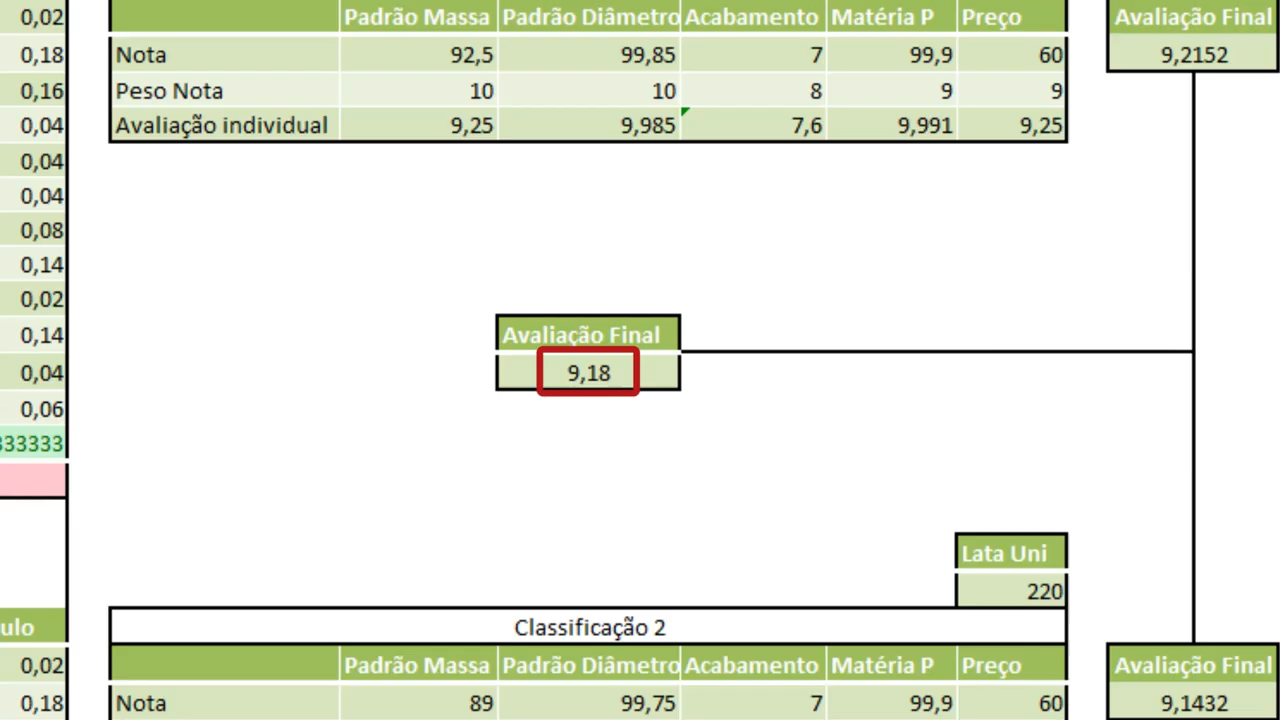 0,02 Padrão Massa Padrão Diâmetro Acabamento Matéria P Preço Avaliação Final
0,18 Nota 92,5 99,85 7 99,9 60 9,2152
0,16 Peso Nota 10 10 8 9 9
0,04 Avaliação individual 9,25 9,985 7,6 9,991 9,25
0,04
0,04
0,08
0,14
0,02
0,14 Avaliação Final
0,04 9,18
0,06
333333
Lata Uni
220
ulo Classificação 2
0,02 Padrão Massa Padrão Diâmetro Acabamento Matéria P Preço Avaliação Final
0,18 Nota 89 99,75 7 99,9 60 9,1432